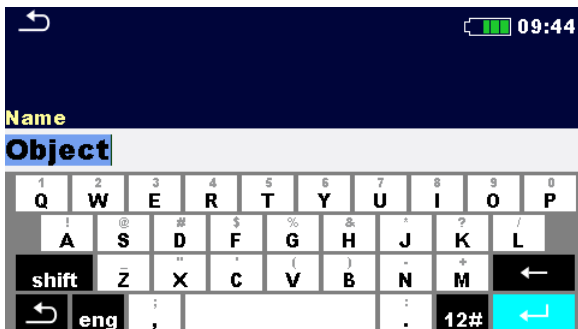 09:44
Name
Object
1 2 3 4 5 6 7 8 9 0
Q W E R T Y U I O P
! @ # $ % & * ? /
A S D F G H J K L
_ " ' ( ) - +
shift Z X C V B N M
; :
eng , . 12#